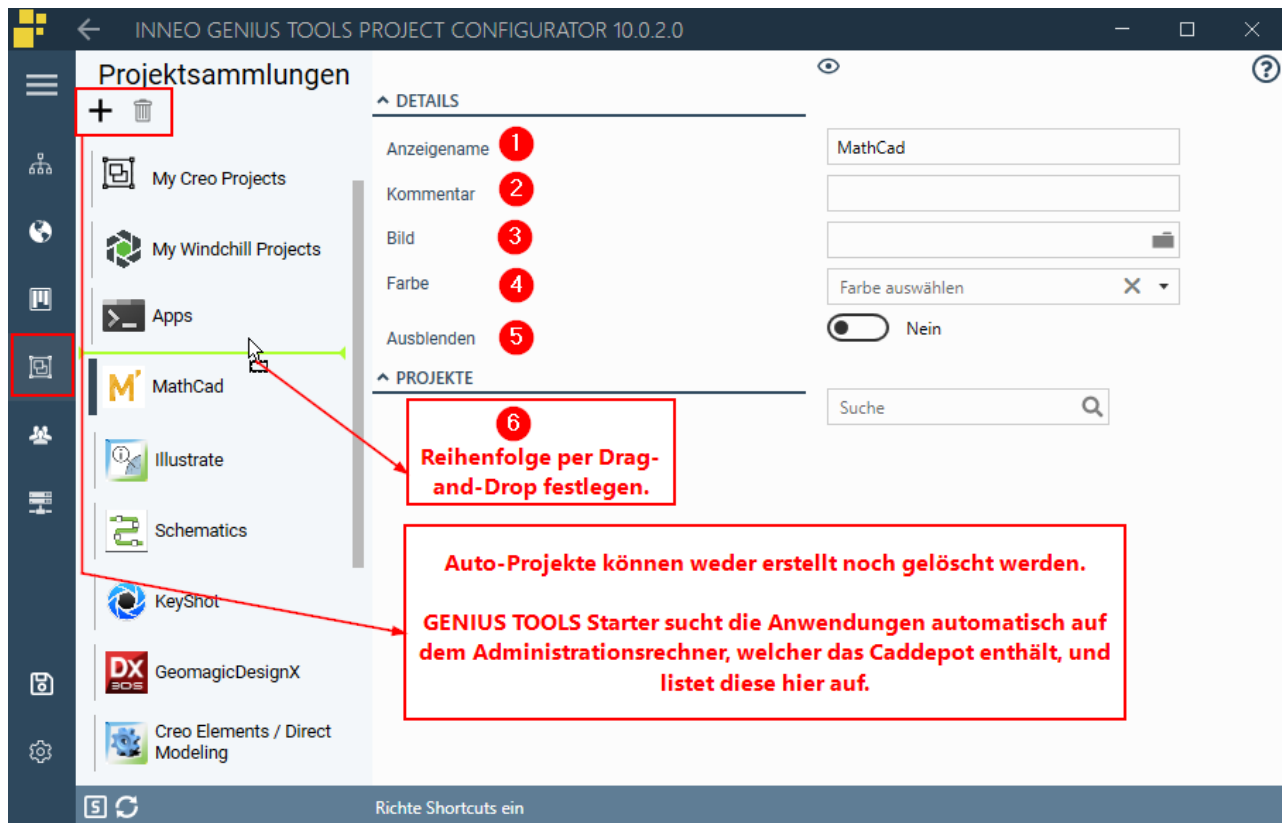 INNEO GENIUS TOOLS PROJECT CONFIGURATOR 10.0.2.0
Projektsammlungen
My Creo Projects
My Windchill Projects
Apps
M'
MathCad
Illustrate
Schematics
KeyShot
DX
3DS
GeomagicDesignX
Creo Elements / Direct
Modeling
DETAILS
Anzeigename
1
MathCad
Kommentar
2
Bild
3
Farbe
4
Farbe auswählen
Ausblenden
5
Nein
PROJEKTE
Suche
6
Reihenfolge per Drag-
and-Drop festlegen.
Auto-Projekte können weder erstellt noch gelöscht werden.
GENIUS TOOLS Starter sucht die Anwendungen automatisch auf
dem Administrationsrechner, welcher das Caddepot enthält, und
listet diese hier auf.
S
Richte Shortcuts ein